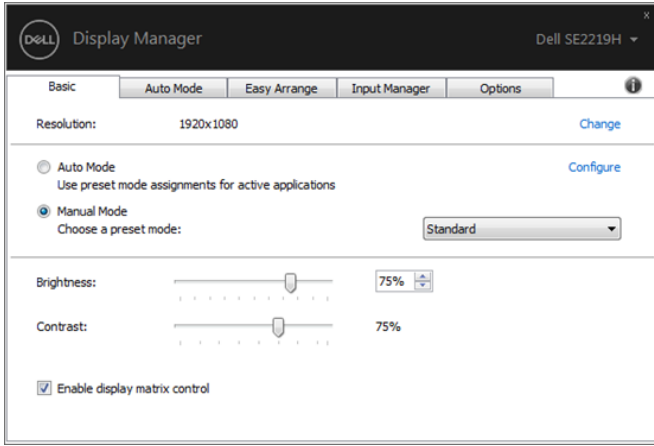 x
DELL Display Manager Dell SE2219H
Basic Auto Mode Easy Arrange Input Manager Options i
Resolution: 1920x1080 Change
Auto Mode Configure
Use preset mode assignments for active applications
Manual Mode
Choose a preset mode: Standard
Brightness: 75%
Contrast: 75%
Enable display matrix control